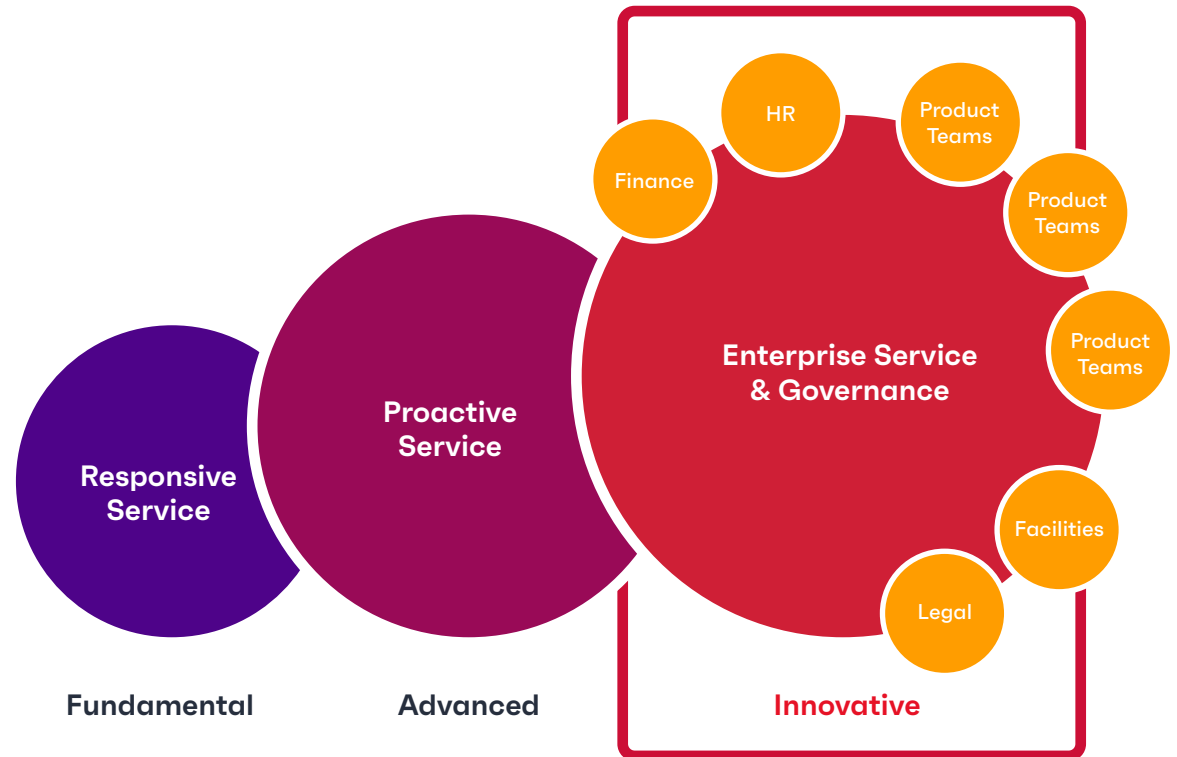 Responsive
Service
Proactive
Service
Enterprise Service
& Governance
Finance
HR
Product
Teams
Product
Teams
Product
Teams
Facilities
Legal
Fundamental
Advanced
Innovative